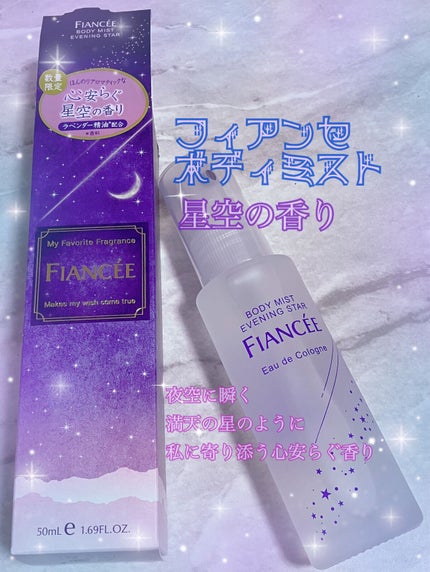 FIANCÉE
BODY MIST
EVENING STAR
数量
限定
ほんのりアロマティックな
心安らぐ
星空の香り
ラベンダー精油*配合
*香料
My Favorite Fragrance
FIANCÉE
Makes my wish come true
50mL e 1.69FL.OZ.
フィアンセ
ボディミスト
星空の香り
BODY MIST
EVENING STAR
FIANCÉE
Eau de Cologne
夜空に瞬く
満天の星のように
私に寄り添う心安らぐ香り